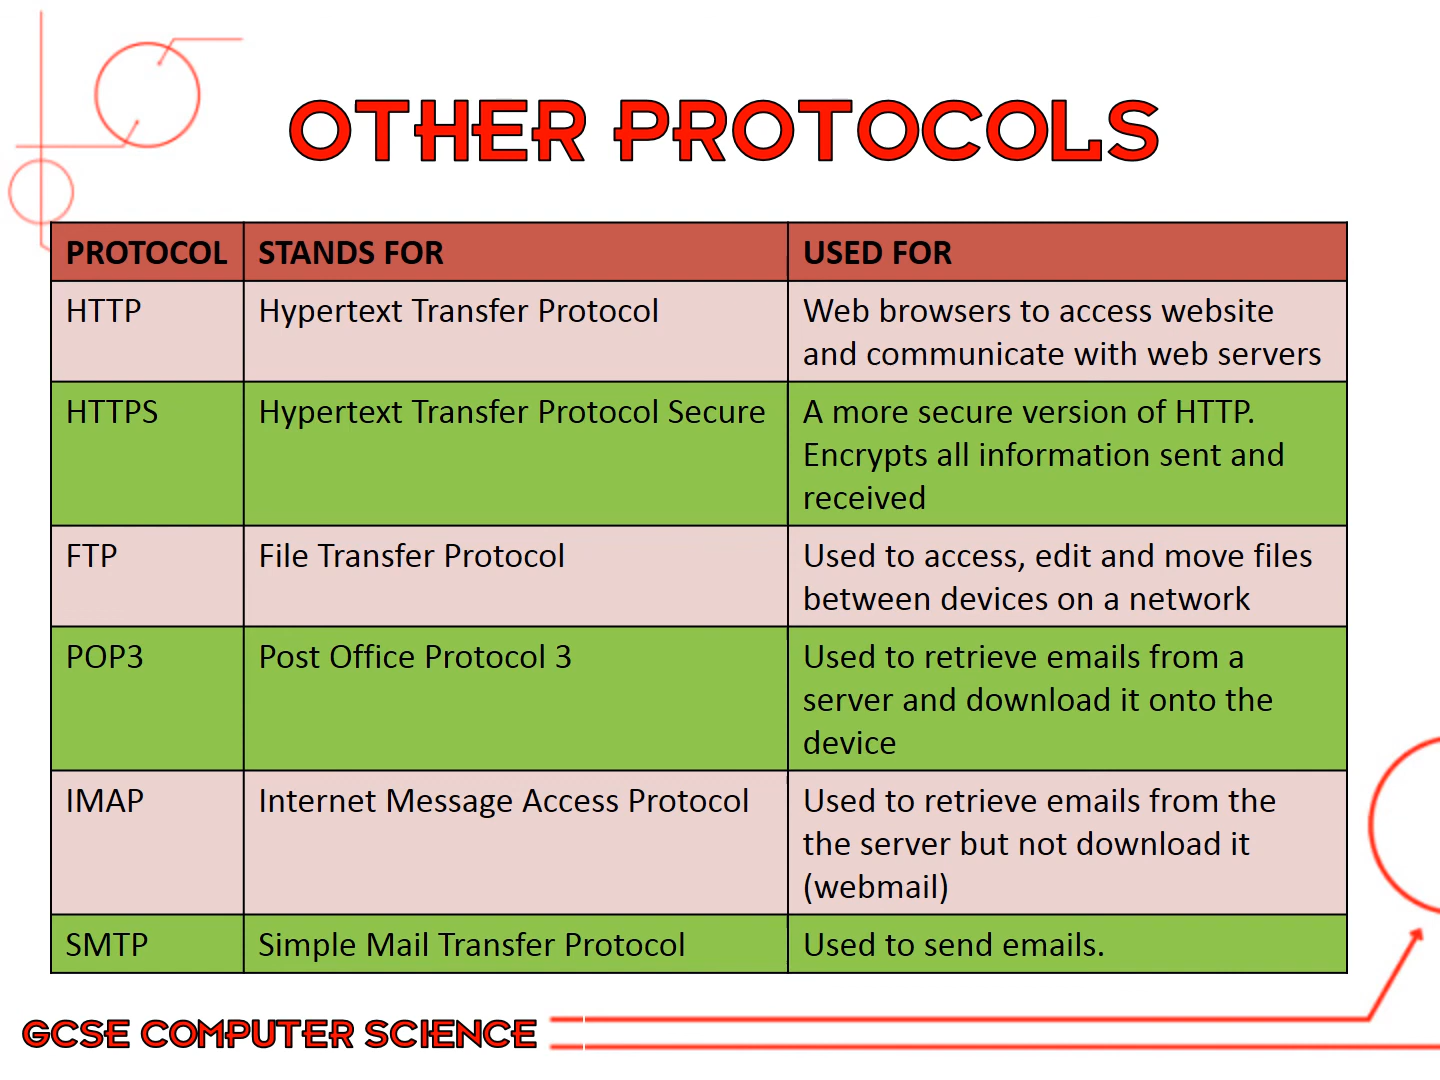 OTHER PROTOCOLS
PROTOCOL STANDS FOR USED FOR
HTTP Hypertext Transfer Protocol Web browsers to access website
and communicate with web servers
HTTPS Hypertext Transfer Protocol Secure A more secure version of HTTP.
Encrypts all information sent and
received
FTP File Transfer Protocol Used to access, edit and move files
between devices on a network
POP3 Post Office Protocol 3 Used to retrieve emails from a
server and download it onto the
device
IMAP Internet Message Access Protocol Used to retrieve emails from the
the server but not download it
(webmail)
SMTP Simple Mail Transfer Protocol Used to send emails.
GCSE COMPUTER SCIENCE